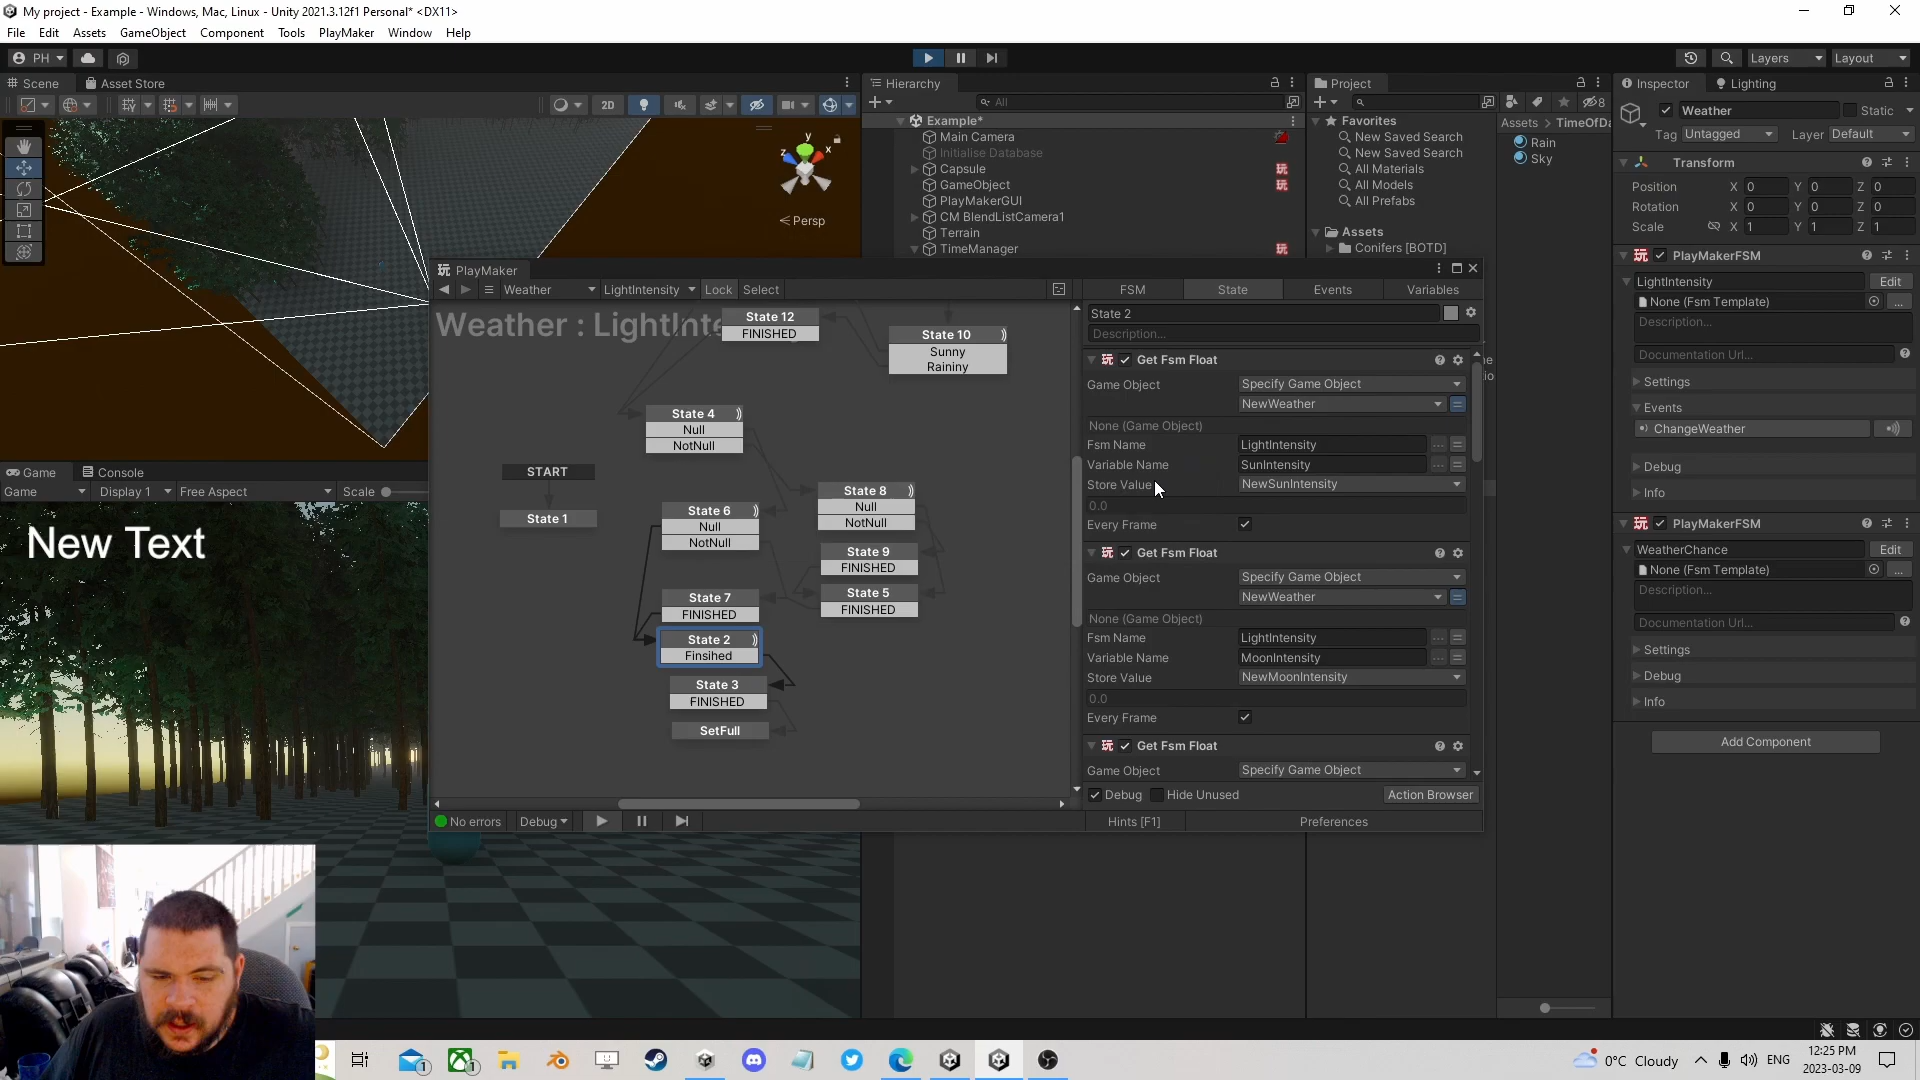 My project - Example - Windows, Mac, Linux - Unity 2021.3.12f1 Personal* <DX11>
File Edit Assets GameObject Component Tools PlayMaker Window Help
PH
Layers
Layout
Scene
Asset Store
2D
y
x
z
Persp
Game
Console
Game
Display 1
Free Aspect
Scale
New Text
Hierarchy
All
Example*
Main Camera
Initialise Database
Capsule
GameObject
PlayMakerGUI
CM BlendListCamera1
Terrain
TimeManager
Project
8
Favorites
New Saved Search
New Saved Search
All Materials
All Models
All Prefabs
Assets
Conifers [BOTD]
Assets > TimeOfDa
Rain
Sky
PlayMaker
Weather
LightIntensity
Lock
Select
Weather : LightInte
State 12
FINISHED
State 10
Sunny
Raininy
State 4
Null
NotNull
START
State 1
State 8
Null
NotNull
State 6
Null
NotNull
State 9
FINISHED
State 5
FINISHED
State 7
FINISHED
State 2
Finsihed
State 3
FINISHED
SetFull
No errors
Debug
FSM
State
Events
Variables
State 2
Description...
Get Fsm Float
Game Object
Specify Game Object
NewWeather
None (Game Object)
Fsm Name
LightIntensity
Variable Name
SunIntensity
Store Value
NewSunIntensity
0.0
Every Frame
Get Fsm Float
Game Object
Specify Game Object
NewWeather
None (Game Object)
Fsm Name
LightIntensity
Variable Name
MoonIntensity
Store Value
NewMoonIntensity
0.0
Every Frame
Get Fsm Float
Game Object
Specify Game Object
Debug
Hide Unused
Action Browser
Hints [F1]
Preferences
Inspector
Lighting
Weather
Static
Tag Untagged
Layer Default
Transform
Position X 0 Y 0 Z 0
Rotation X 0 Y 0 Z 0
Scale X 1 Y 1 Z 1
PlayMakerFSM
LightIntensity
Edit
None (Fsm Template)
...
Description...
Documentation Url...
Settings
Events
ChangeWeather
Debug
Info
PlayMakerFSM
WeatherChance
Edit
None (Fsm Template)
...
Description...
Documentation Url...
Settings
Debug
Info
Add Component
1
1
0°C Cloudy
ENG
12:25 PM
2023-03-09